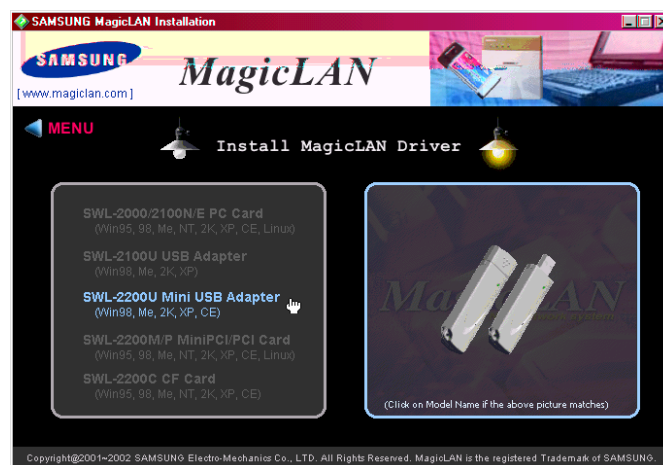 SAMSUNG MagicLAN Installation
SAMSUNG
MagicLAN
[ www.magiclan.com ]
MENU
Install MagicLAN Driver
SWL-2000/2100N/E PC Card
(Win95, 98, Me, NT, 2K, XP, CE, Linux)
SWL-2100U USB Adapter
(Win98, Me, 2K, XP)
SWL-2200U Mini USB Adapter
(Win98, Me, 2K, XP, CE)
SWL-2200M/P MiniPCI/PCI Card
(Win95, 98, Me, NT, 2K, XP, CE, Linux)
SWL-2200C CF Card
(Win95, 98, Me, NT, 2K, XP, CE)
(Click on Model Name if the above picture matches)
Copyright@2001~2002 SAMSUNG Electro-Mechanics Co., LTD. All Rights Reserved. MagicLAN is the registered Trademark of SAMSUNG.